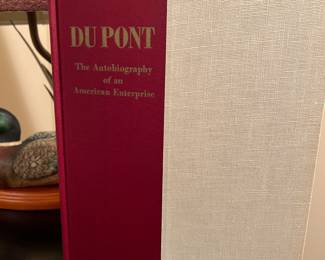 DU PONT
The Autobiography
of an
American Enterprise